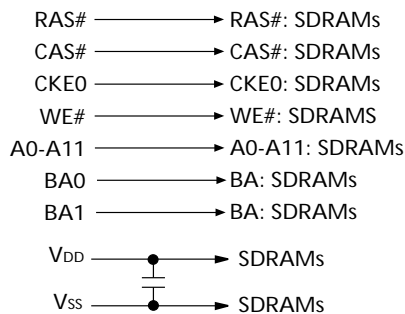 RAS# RAS#: SDRAMs
CAS# CAS#: SDRAMs
CKE0 CKE0: SDRAMs
WE# WE#: SDRAMS
A0-A11 A0-A11: SDRAMs
BA0 BA: SDRAMs
BA1 BA: SDRAMs
VDD SDRAMs
VSS SDRAMs